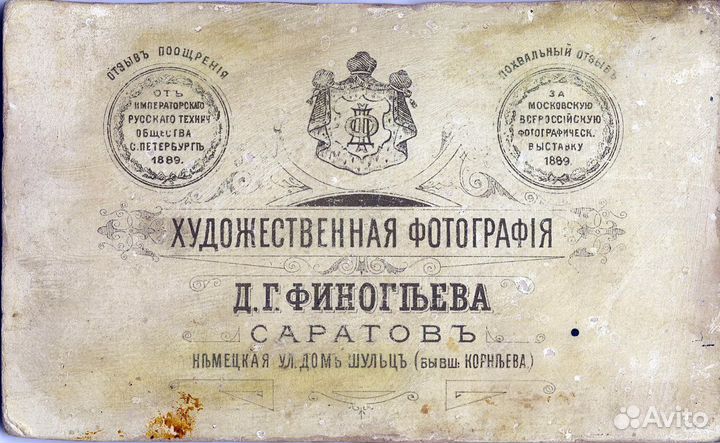 ОТЗЫВЪ ПООЩРЕНІЯ
ОТЪ
ИМПЕРАТОРСКАГО
РУССКАГО ТЕХНИЧ
ОБЩЕСТВА
С.ПЕТЕРБУРГЪ
1889.
ПОХВАЛЬНЫЙ ОТЗЫВЪ
ЗА
МОСКОВСКУЮ
ВСЕРОССІЙСКУЮ
ФОТОГРАФИЧЕСК.
ВЫСТАВКУ
1889.
ХУДОЖЕСТВЕННАЯ ФОТОГРАФІЯ
Д.Г.ФИНОГѢЕВА
САРАТОВЪ
НѢМЕЦКАЯ УЛ. ДОМЪ ШУЛЬЦЪ (БЫВШ: КОРНѢЕВА.)
Avito